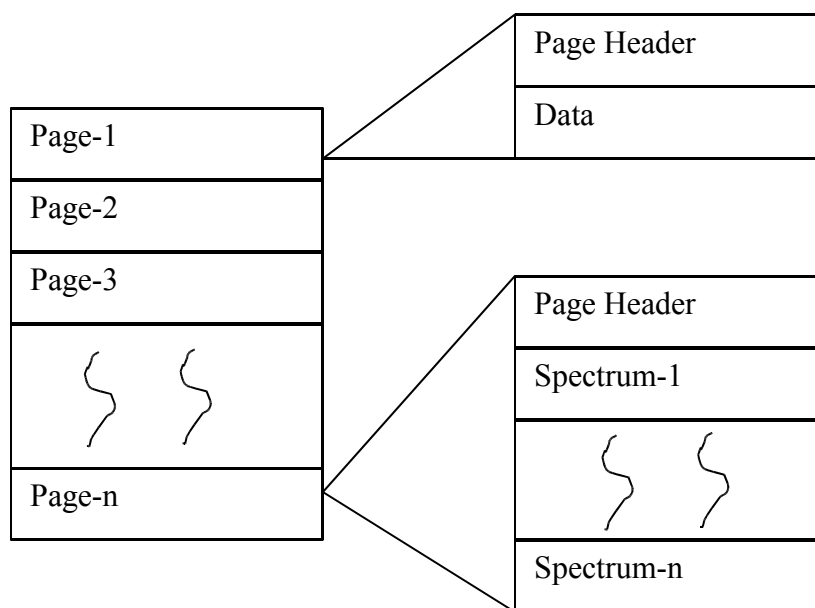 Page-1
Page-2
Page-3
Page-n
Page Header
Data
Page Header
Spectrum-1
Spectrum-n